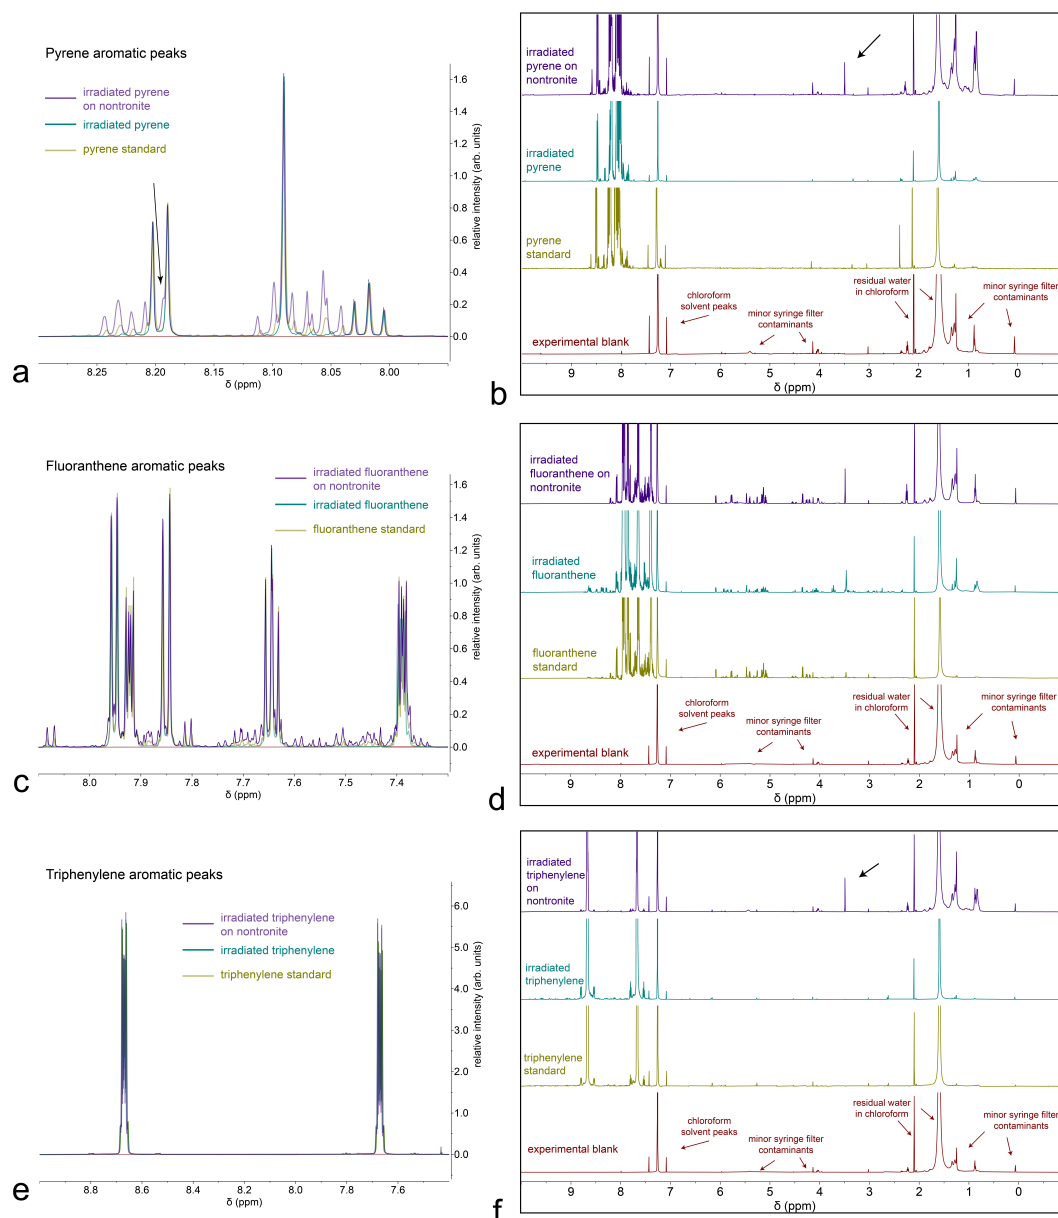 Pyrene aromatic peaks
irradiated pyrene
on nontronite
irradiated pyrene
pyrene standard
1.6
1.4
1.2
1.0
0.8
0.6
0.4
0.2
0.0
relative intensity (arb. units)
8.25
8.20
8.15
8.10
8.05
8.00
δ (ppm)
a
irradiated
pyrene on
nontronite
irradiated
pyrene
pyrene
standard
experimental blank
chloroform
solvent peaks
minor syringe filter
contaminants
residual water
in chloroform
minor syringe filter
contaminants
9
8
7
6
5
4
3
2
1
0
δ (ppm)
b
Fluoranthene aromatic peaks
irradiated fluoranthene
on nontronite
irradiated fluoranthene
fluoranthene standard
1.6
1.4
1.2
1.0
0.8
0.6
0.4
0.2
0.0
relative intensity (arb. units)
8.0
7.9
7.8
7.7
7.6
7.5
7.4
δ (ppm)
c
irradiated
fluoranthene on
nontronite
irradiated
fluoranthene
fluoranthene
standard
experimental blank
chloroform
solvent peaks
minor syringe filter
contaminants
residual water
in chloroform
minor syringe filter
contaminants
9
8
7
6
5
4
3
2
1
0
δ (ppm)
d
Triphenylene aromatic peaks
irradiated triphenylene
on nontronite
irradiated triphenylene
triphenylene standard
6.0
5.0
4.0
3.0
2.0
1.0
0.0
relative intensity (arb. units)
8.8
8.6
8.4
8.2
8.0
7.8
7.6
δ (ppm)
e
irradiated
triphenylene
on
nontronite
irradiated
triphenylene
triphenylene
standard
experimental blank
chloroform
solvent peaks
minor syringe filter
contaminants
residual water
in chloroform
minor syringe filter
contaminants
9
8
7
6
5
4
3
2
1
0
δ (ppm)
f